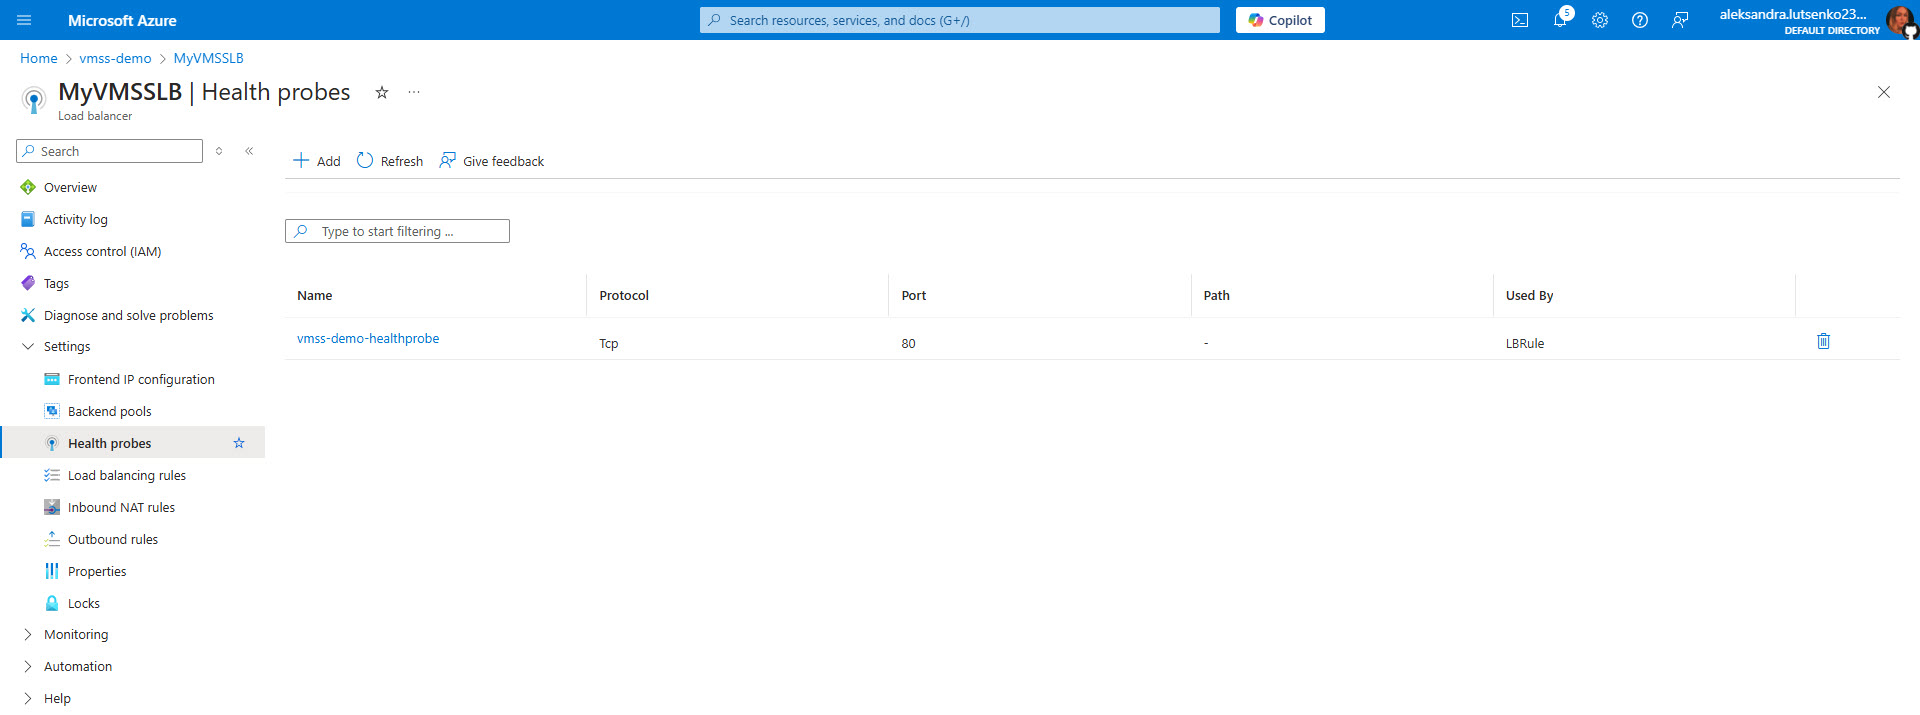 Microsoft Azure
Search resources, services, and docs (G+/)
Copilot
5
aleksandra.lutsenko23...
DEFAULT DIRECTORY
Home > vmss-demo > MyVMSSLB
MyVMSSLB | Health probes
Load balancer
Search
Add
Refresh
Give feedback
Overview
Activity log
Access control (IAM)
Tags
Diagnose and solve problems
Settings
Frontend IP configuration
Backend pools
Health probes
Load balancing rules
Inbound NAT rules
Outbound rules
Properties
Locks
Monitoring
Automation
Help
Type to start filtering ...
Name Protocol Port Path Used By
vmss-demo-healthprobe Tcp 80 - LBRule